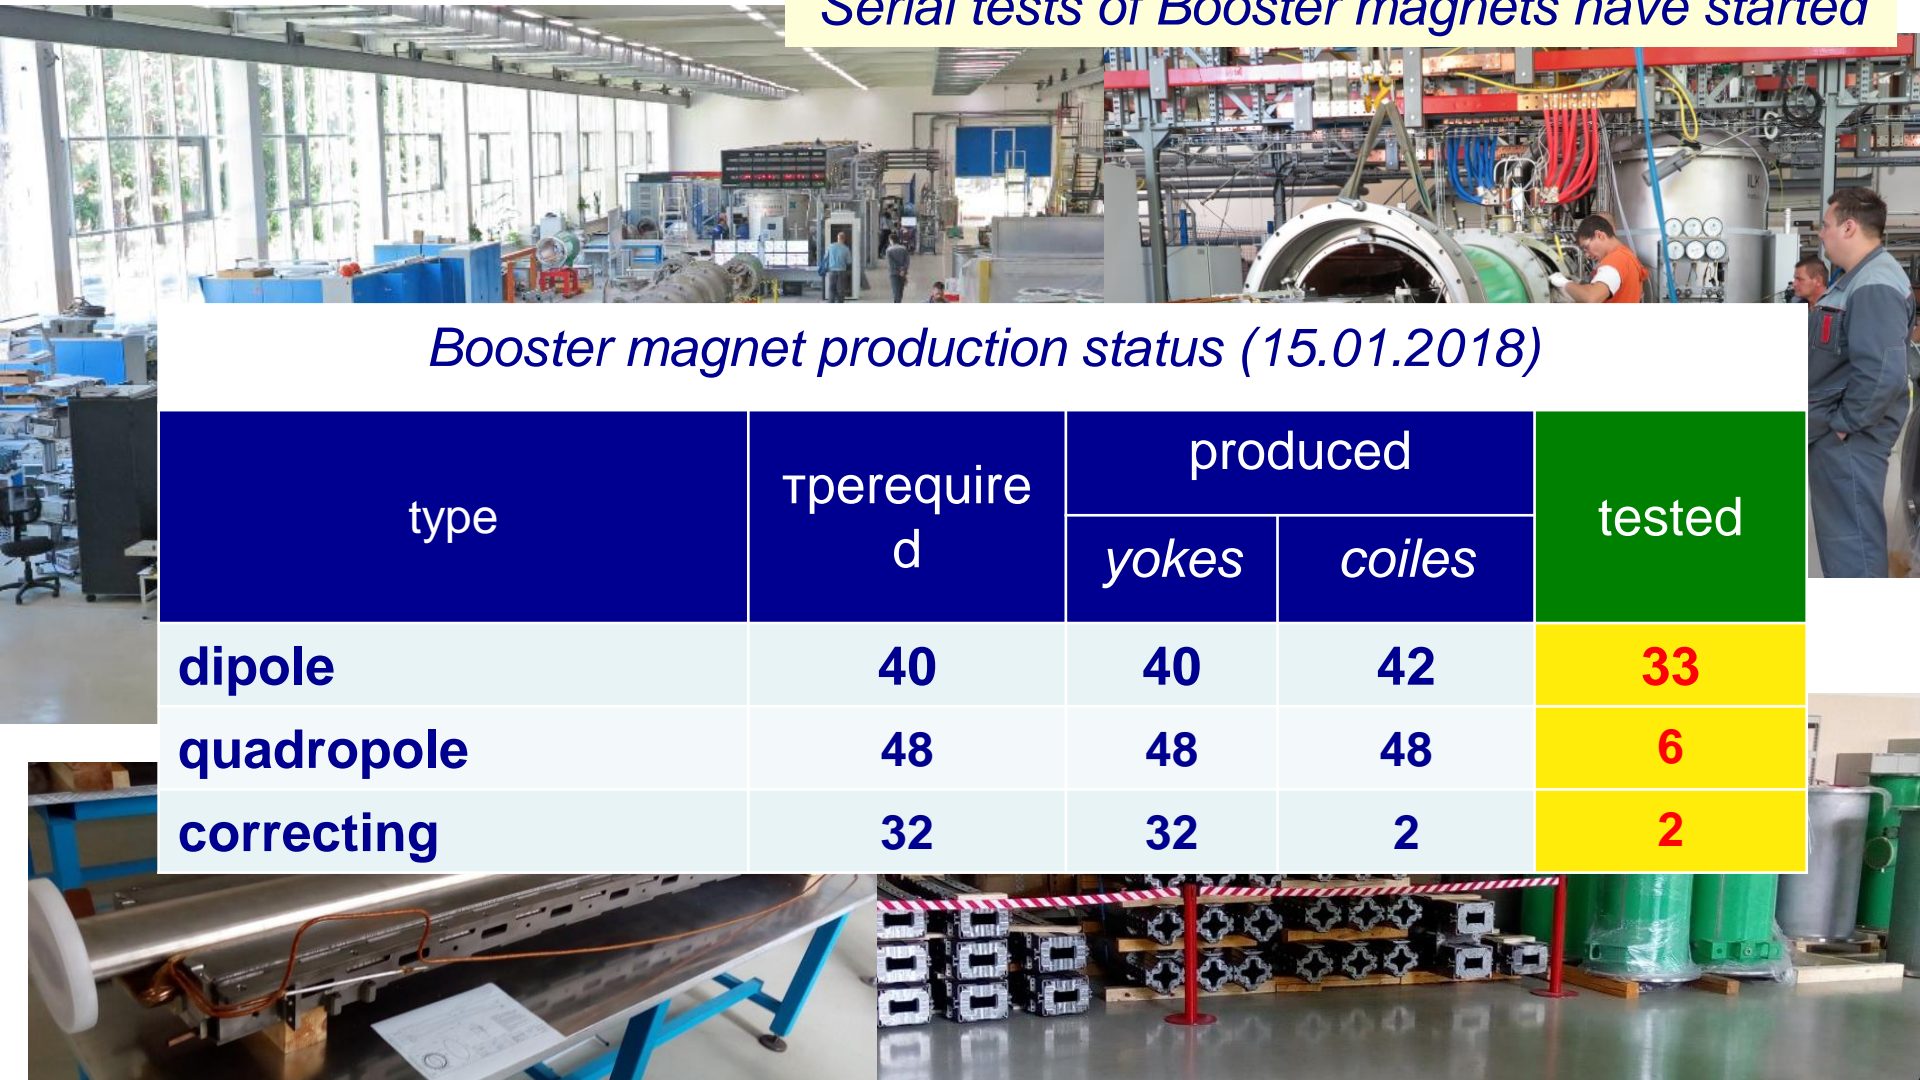 Serial tests of Booster magnets have started
Booster magnet production status (15.01.2018)
type
трerequire
d
produced
tested
yokes
coiles
dipole 40 40 42 33
quadropole 48 48 48 6
correcting 32 32 2 2